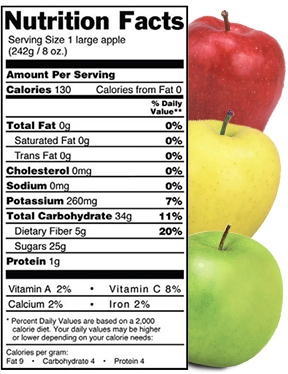 Nutrition Facts
Serving Size 1 large apple
(242g / 8 oz.)
Amount Per Serving
Calories 130 Calories from Fat 0
% Daily
Value**
Total Fat 0g 0%
Saturated Fat 0g 0%
Trans Fat 0g 0%
Cholesterol 0mg 0%
Sodium 0mg 0%
Potassium 260mg 7%
Total Carbohydrate 34g 11%
Dietary Fiber 5g 20%
Sugars 25g
Protein 1g
Vitamin A 2% • Vitamin C 8%
Calcium 2% • Iron 2%
* Percent Daily Values are based on a 2,000
calorie diet. Your daily values may be higher
or lower depending on your calorie needs:
Calories per gram:
Fat 9 • Carbohydrate 4 • Protein 4